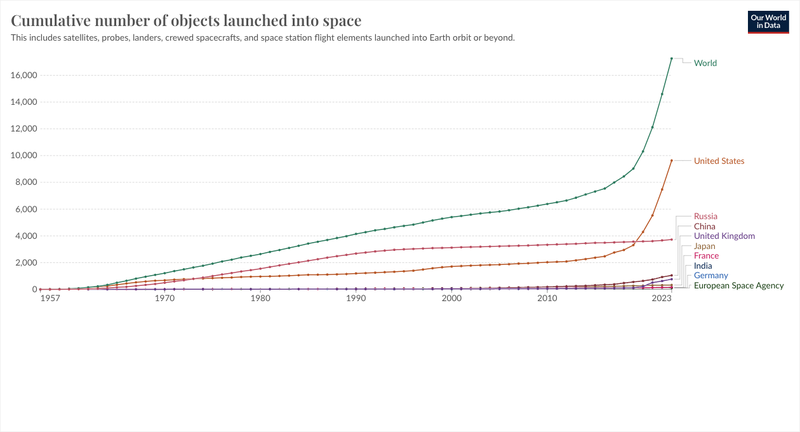 Cumulative number of objects launched into space
This includes satellites, probes, landers, crewed spacecrafts, and space station flight elements launched into Earth orbit or beyond.
Our World
in Data
16,000
14,000
12,000
10,000
8,000
6,000
4,000
2,000
0
1957
1970
1980
1990
2000
2010
2023
World
United States
Russia
China
United Kingdom
Japan
France
India
Germany
European Space Agency